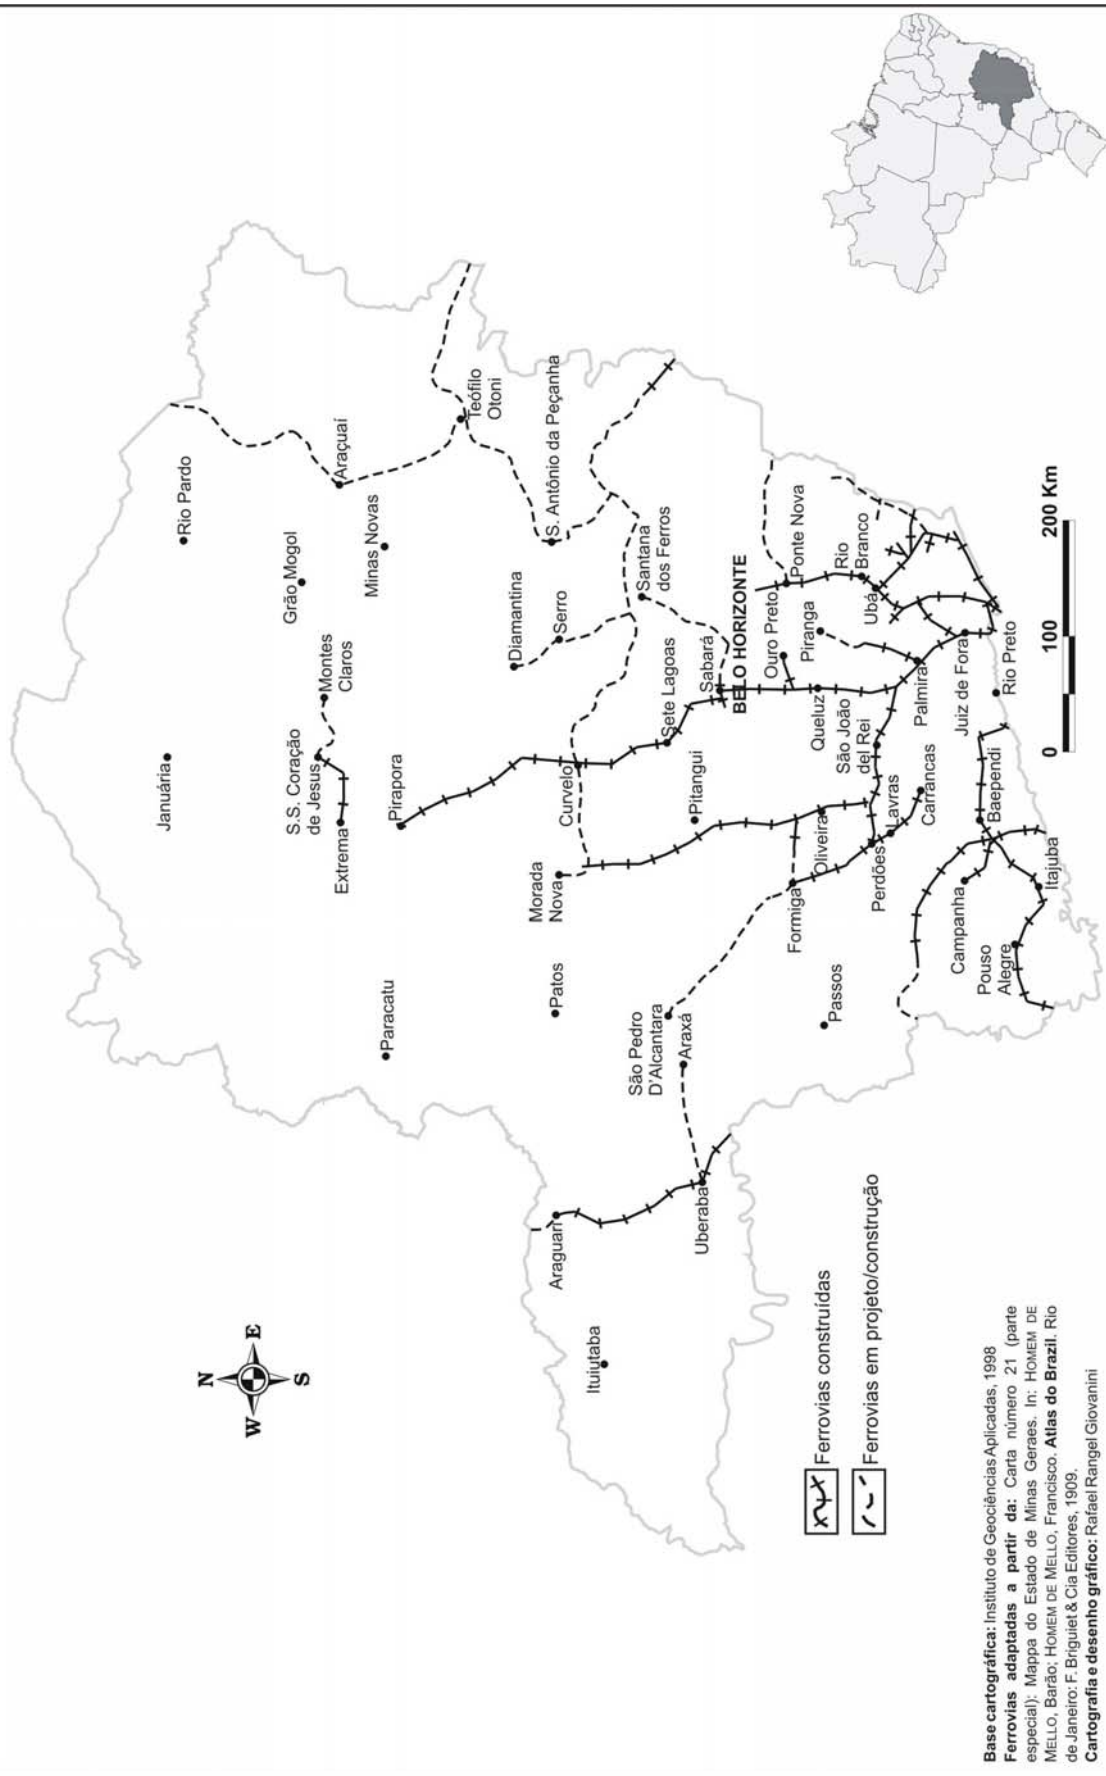 N
W
E
S
Januária
Rio Pardo
S.S. Coração
de Jesus
Montes
Claros
Grão Mogol
Araçuaí
Extrema
Minas Novas
Paracatu
Pirapora
Teófilo
Otoni
Diamantina
Serro
S. Antônio da Peçanha
Morada
Nova
Curvelo
Patos
Araguari
Ituiutaba
Santana
dos Ferros
Sete Lagoas
Sabará
BELO HORIZONTE
São Pedro
D'Alcantara
Araxá
Pitangui
Uberaba
Ouro Preto
Ponte Nova
Piranga
Rio
Branco
Queluz
Formiga
Oliveira
Passos
São João
del Rei
Ubá
Perdões
Lavras
Palmira
Carrancas
Juiz de Fora
Campanha
Baependi
Rio Preto
Pouso
Alegre
Itajuba
0 100 200 Km
Ferrovias construídas
Ferrovias em projeto/construção
Base cartográfica: Instituto de Geociências Aplicadas, 1998
Ferrovias adaptadas a partir da: Carta número 21 (parte
especial): Mappa do Estado de Minas Geraes. In: HOMEM DE
MELLO, Barão; HOMEM DE MELLO, Francisco. Atlas do Brazil. Rio
de Janeiro: F. Briguiet & Cia Editores, 1909.
Cartografia e desenho gráfico: Rafael Rangel Giovanini